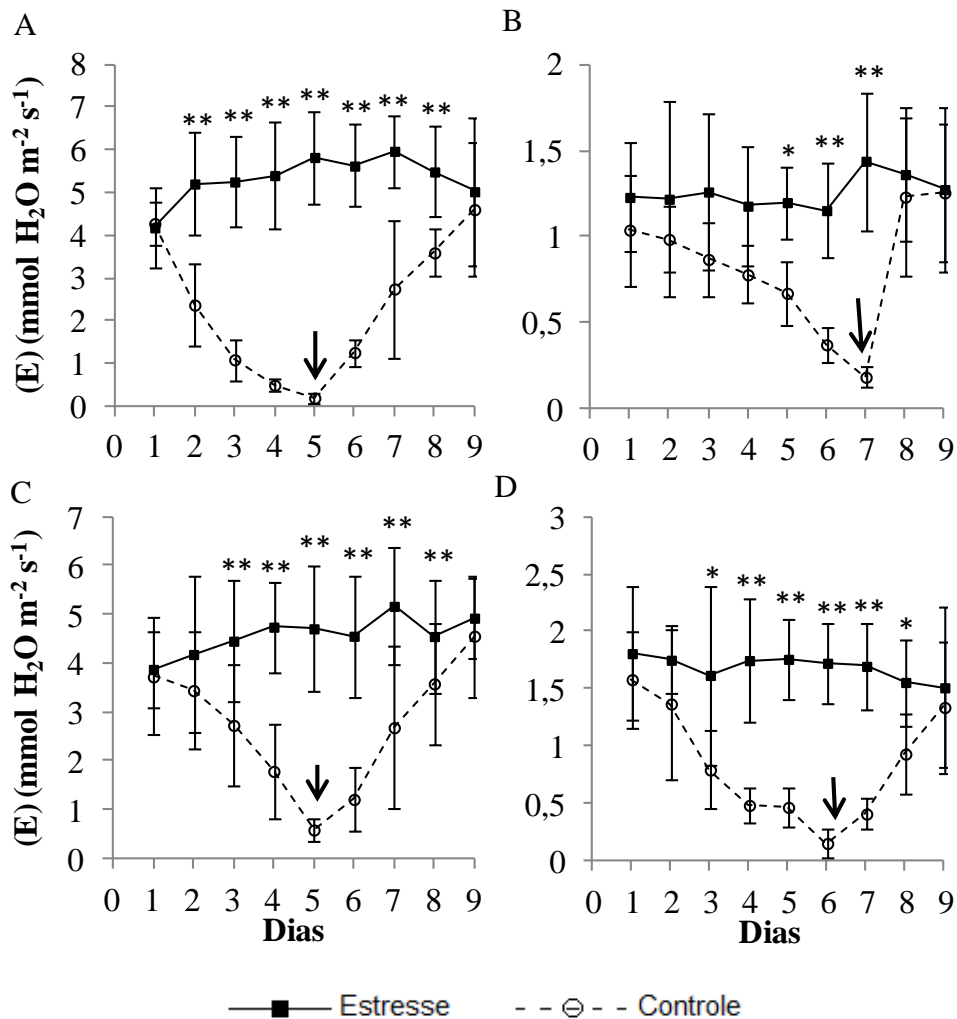 A
(E) (mmol H2O m-2 s-1)
8
7
6
5
4
3
2
1
0
** ** ** ** ** ** **
0 1 2 3 4 5 6 7 8 9
B
2
1,5
1
0,5
0
* ** **
0 1 2 3 4 5 6 7 8 9
C
(E) (mmol H2O m-2 s-1)
7
6
5
4
3
2
1
0
** ** ** ** ** **
0 1 2 3 4 5 6 7 8 9
Dias
D
3
2,5
2
1,5
1
0,5
0
* ** ** ** ** *
0 1 2 3 4 5 6 7 8 9
Dias
Estresse Controle